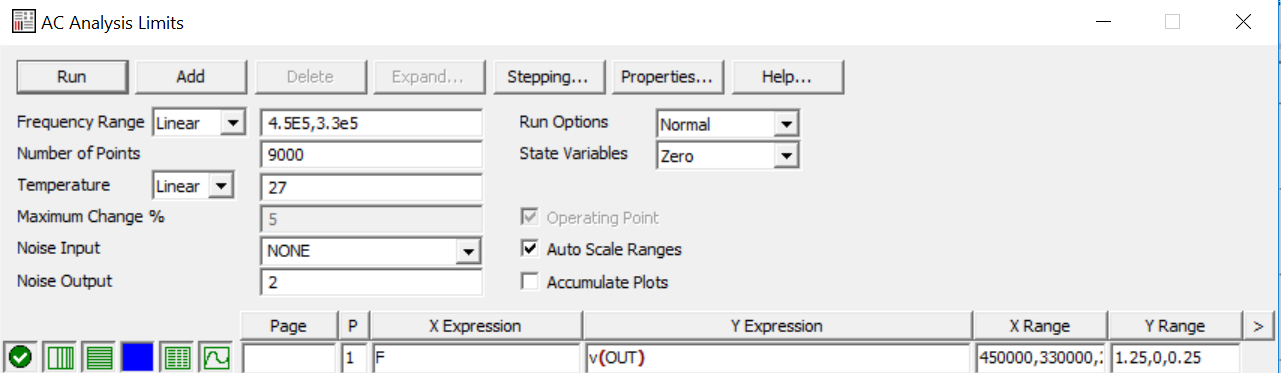 AC Analysis Limits
Run Add Delete Expand... Stepping... Properties... Help...
Frequency Range Linear 4.5E5,3.3e5 Run Options Normal
Number of Points 9000 State Variables Zero
Temperature Linear 27
Maximum Change % 5 Operating Point
Noise Input NONE Auto Scale Ranges
Noise Output 2 Accumulate Plots
Page P X Expression Y Expression X Range Y Range >
1 F v(OUT) 450000,330000,2 1.25,0,0.25